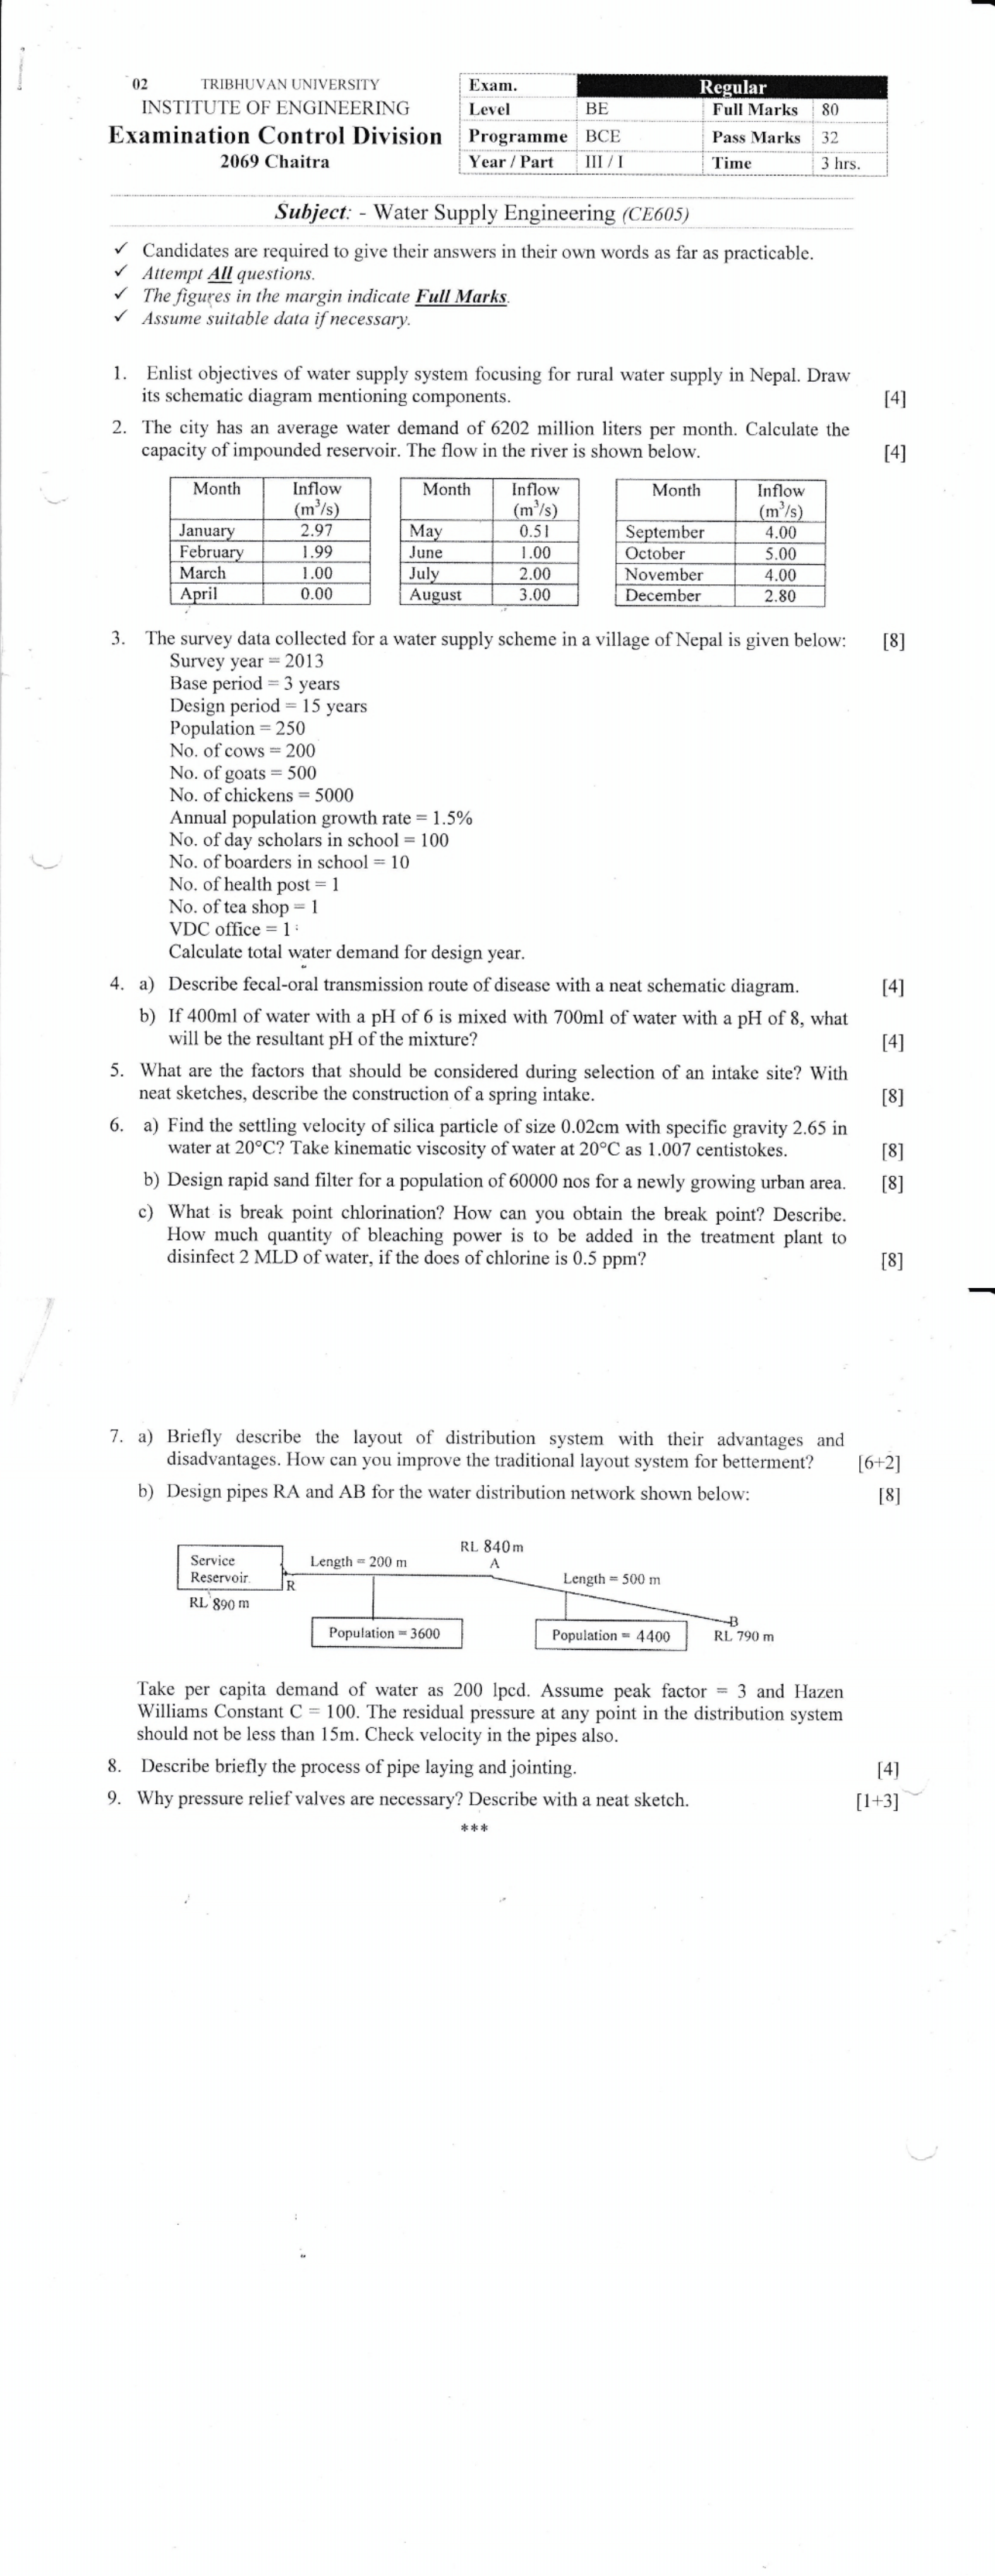 02 TRIBHUVAN UNIVERSITY
INSTITUTE OF ENGINEERING
Examination Control Division
2069 Chaitra
Exam. Regular
Level BE Full Marks 80
Programme BCE Pass Marks 32
Year / Part III / I Time 3 hrs.
Subject: - Water Supply Engineering (CE605)
✓ Candidates are required to give their answers in their own words as far as practicable.
✓ Attempt All questions.
✓ The figures in the margin indicate Full Marks.
✓ Assume suitable data if necessary.
1. Enlist objectives of water supply system focusing for rural water supply in Nepal. Draw
its schematic diagram mentioning components. [4]
2. The city has an average water demand of 6202 million liters per month. Calculate the
capacity of impounded reservoir. The flow in the river is shown below. [4]
Month Inflow (m³/s) Month Inflow (m³/s) Month Inflow (m³/s)
January 2.97 May 0.51 September 4.00
February 1.99 June 1.00 October 5.00
March 1.00 July 2.00 November 4.00
April 0.00 August 3.00 December 2.80
3. The survey data collected for a water supply scheme in a village of Nepal is given below: [8]
Survey year = 2013
Base period = 3 years
Design period = 15 years
Population = 250
No. of cows = 200
No. of goats = 500
No. of chickens = 5000
Annual population growth rate = 1.5%
No. of day scholars in school = 100
No. of boarders in school = 10
No. of health post = 1
No. of tea shop = 1
VDC office = 1
Calculate total water demand for design year.
4. a) Describe fecal-oral transmission route of disease with a neat schematic diagram. [4]
b) If 400ml of water with a pH of 6 is mixed with 700ml of water with a pH of 8, what
will be the resultant pH of the mixture? [4]
5. What are the factors that should be considered during selection of an intake site? With
neat sketches, describe the construction of a spring intake. [8]
6. a) Find the settling velocity of silica particle of size 0.02cm with specific gravity 2.65 in
water at 20°C? Take kinematic viscosity of water at 20°C as 1.007 centistokes. [8]
b) Design rapid sand filter for a population of 60000 nos for a newly growing urban area. [8]
c) What is break point chlorination? How can you obtain the break point? Describe.
How much quantity of bleaching power is to be added in the treatment plant to
disinfect 2 MLD of water, if the does of chlorine is 0.5 ppm? [8]
7. a) Briefly describe the layout of distribution system with their advantages and
disadvantages. How can you improve the traditional layout system for betterment? [6+2]
b) Design pipes RA and AB for the water distribution network shown below: [8]
RL 840 m
Service Reservoir Length = 200 m A
R Length = 500 m
RL 890 m B
Population = 3600 Population = 4400 RL 790 m
Take per capita demand of water as 200 lpcd. Assume peak factor = 3 and Hazen
Williams Constant C = 100. The residual pressure at any point in the distribution system
should not be less than 15m. Check velocity in the pipes also.
8. Describe briefly the process of pipe laying and jointing. [4]
9. Why pressure relief valves are necessary? Describe with a neat sketch. [1+3]
***